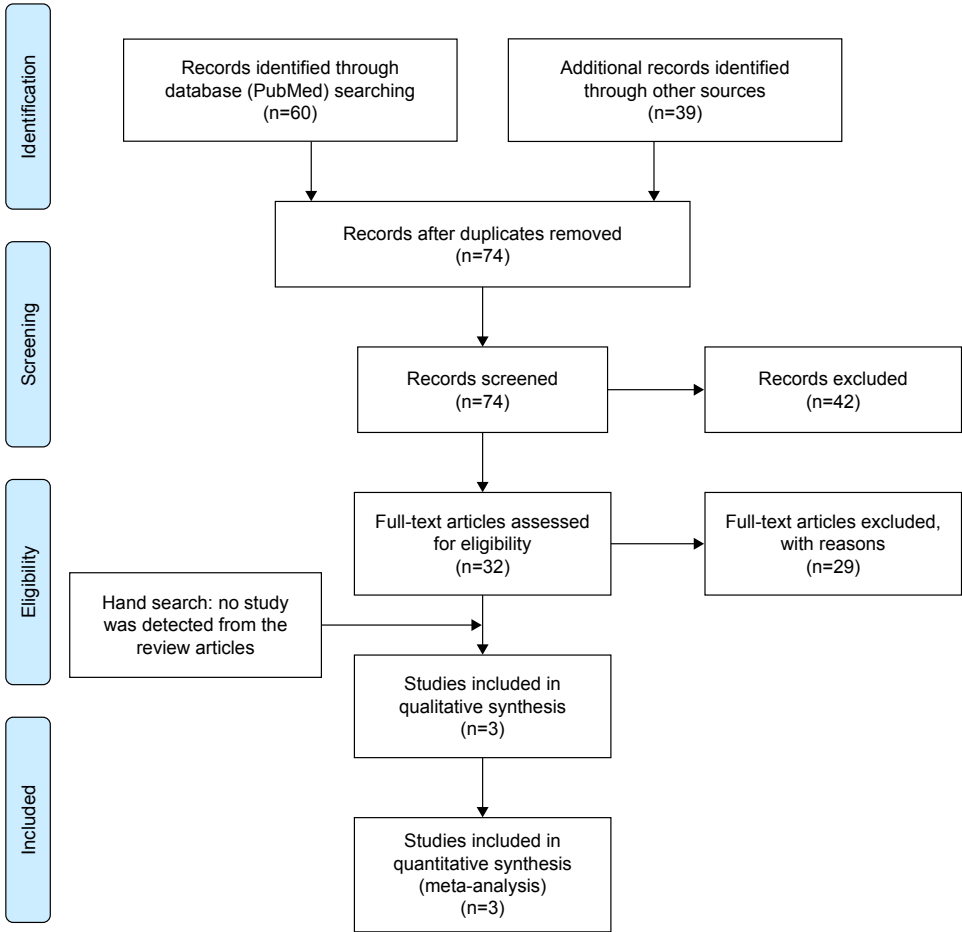 Identification
Records identified through
database (PubMed) searching
(n=60)
Additional records identified
through other sources
(n=39)
Records after duplicates removed
(n=74)
Screening
Records screened
(n=74)
Records excluded
(n=42)
Eligibility
Full-text articles assessed
for eligibility
(n=32)
Full-text articles excluded,
with reasons
(n=29)
Hand search: no study
was detected from the
review articles
Studies included in
qualitative synthesis
(n=3)
Included
Studies included in
quantitative synthesis
(meta-analysis)
(n=3)